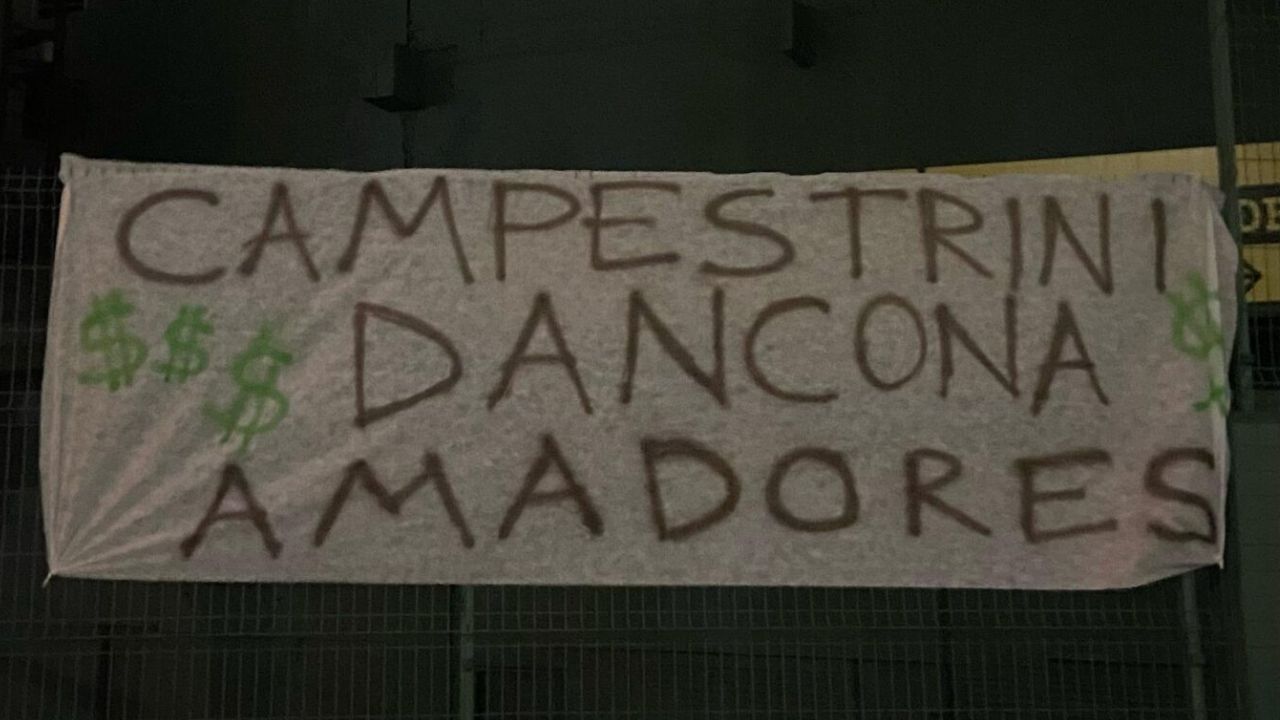 CAMPESTRINI
$$$ DANCONA $
AMADORES